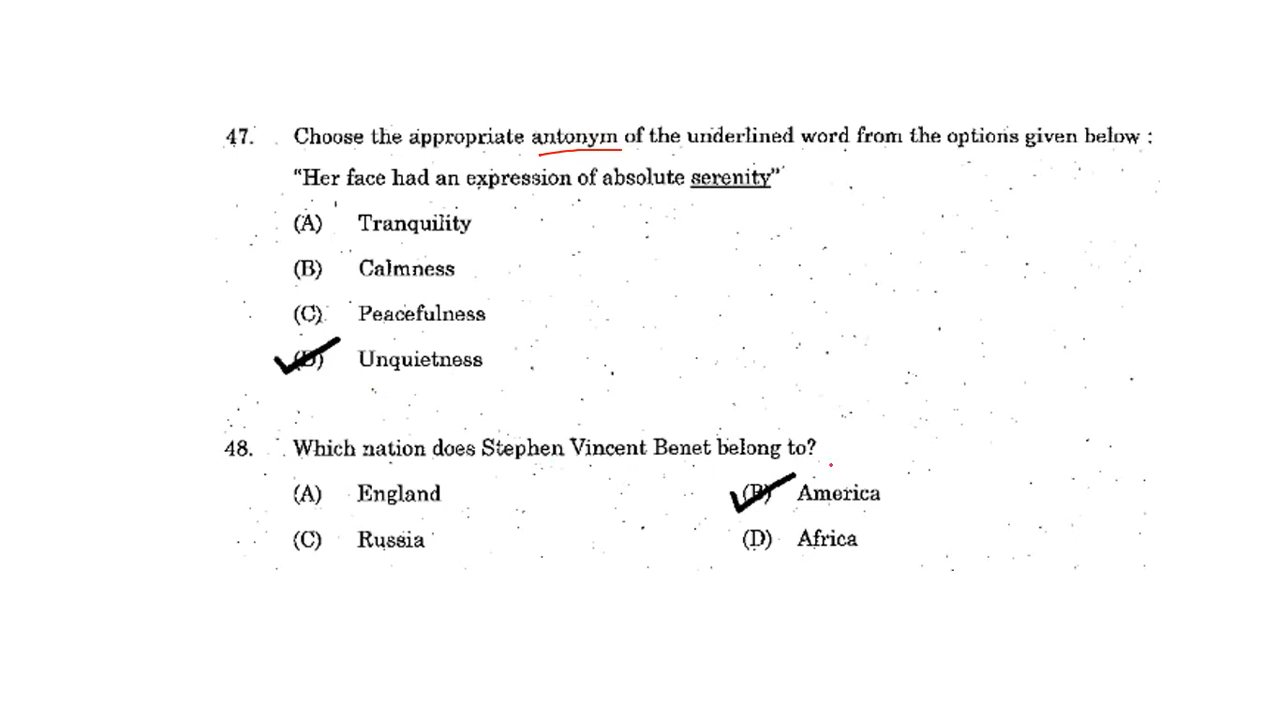 47. Choose the appropriate antonym of the underlined word from the options given below :
"Her face had an expression of absolute serenity"
(A) Tranquility
(B) Calmness
(C) Peacefulness
(D) Unquietness
48. Which nation does Stephen Vincent Benet belong to?
(A) England (B) America
(C) Russia (D) Africa